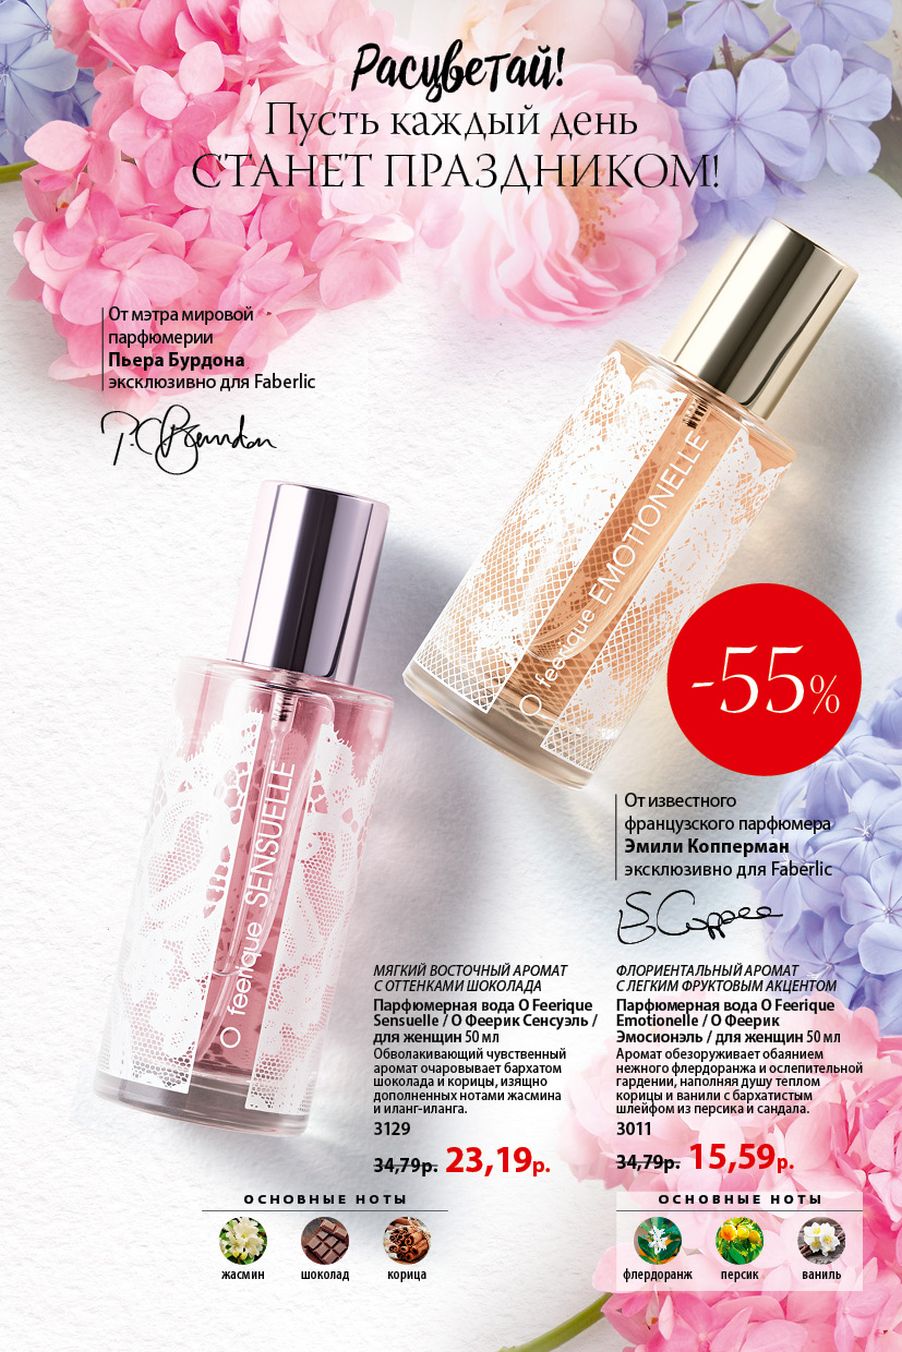 Расцветай!
Пусть каждый день
СТАНЕТ ПРАЗДНИКОМ!
От мэтра мировой
парфюмерии
Пьера Бурдона
эксклюзивно для Faberlic
O feerique EMOTIONELLE
-55%
O feerique SENSUELLE
От известного
французского парфюмера
Эмили Копперман
эксклюзивно для Faberlic
МЯГКИЙ ВОСТОЧНЫЙ АРОМАТ
С ОТТЕНКАМИ ШОКОЛАДА
Парфюмерная вода O Feerique
Sensuelle / О Феерик Сенсуэль /
для женщин 50 мл
Обволакивающий чувственный
аромат очаровывает бархатом
шоколада и корицы, изящно
дополненных нотами жасмина
и иланг-иланга.
3129
34,79р. 23,19р.
ОСНОВНЫЕ НОТЫ
жасмин шоколад корица
ФЛОРИЕНТАЛЬНЫЙ АРОМАТ
С ЛЕГКИМ ФРУКТОВЫМ АКЦЕНТОМ
Парфюмерная вода O Feerique
Emotionelle / О Феерик
Эмосионэль / для женщин 50 мл
Аромат обезоруживает обаянием
нежного флердоранжа и ослепительной
гардении, наполняя душу теплом
корицы и ванили с бархатистым
шлейфом из персика и сандала.
3011
34,79р. 15,59р.
ОСНОВНЫЕ НОТЫ
флердоранж персик ваниль